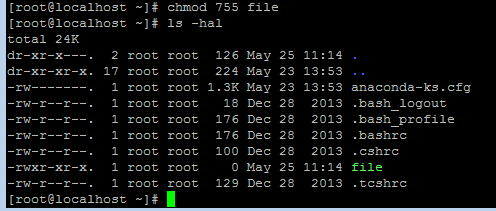 [root@localhost ~]# chmod 755 file
[root@localhost ~]# ls -hal
total 24K
dr-xr-x---.  2 root root  126 May 25 11:14 .
dr-xr-xr-x. 17 root root  224 May 23 13:53 ..
-rw-------.  1 root root 1.3K May 23 13:53 anaconda-ks.cfg
-rw-r--r--.  1 root root   18 Dec 28  2013 .bash_logout
-rw-r--r--.  1 root root  176 Dec 28  2013 .bash_profile
-rw-r--r--.  1 root root  176 Dec 28  2013 .bashrc
-rw-r--r--.  1 root root  100 Dec 28  2013 .cshrc
-rwxr-xr-x.  1 root root    0 May 25 11:14 file
-rw-r--r--.  1 root root  129 Dec 28  2013 .tcshrc
[root@localhost ~]#